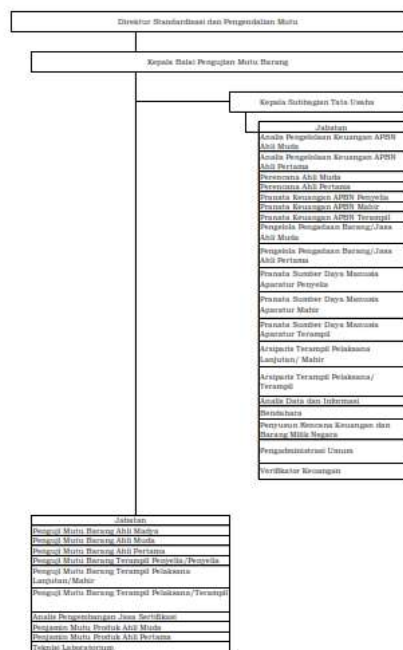 Direktur Standardisasi dan Pengendalian Mutu
Kepala Balai Pengujian Mutu Barang
Kepala Subbagian Tata Usaha
Jabatan
Analis Pengelolaan Keuangan APBN
Ahli Muda
Analis Pengelolaan Keuangan APBN
Ahli Pertama
Perencana Ahli Muda
Perencana Ahli Pertama
Pranata Keuangan APBN Penyelia
Pranata Keuangan APBN Mahir
Pranata Keuangan APBN Terampil
Pengelola Pengadaan Barang/Jasa
Ahli Muda
Pengelola Pengadaan Barang/Jasa
Ahli Pertama
Pranata Sumber Daya Manusia
Aparatur Penyelia
Pranata Sumber Daya Manusia
Aparatur Mahir
Pranata Sumber Daya Manusia
Aparatur Terampil
Arsiparis Terampil Pelaksana
Lanjutan/ Mahir
Arsiparis Terampil Pelaksana/
Terampil
Analis Data dan Informasi
Bendahara
Penyusun Rencana Keuangan dan
Barang Milik Negara
Pengadministrasi Umum
Verifikator Keuangan
Jabatan
Penguji Mutu Barang Ahli Madya
Penguji Mutu Barang Ahli Muda
Penguji Mutu Barang Ahli Pertama
Penguji Mutu Barang Terampil Penyelia/Penyelia
Penguji Mutu Barang Terampil Pelaksana
Lanjutan/Mahir
Penguji Mutu Barang Terampil Pelaksana/Terampil
Analis Pengembangan Jasa Sertifikasi
Penjamin Mutu Produk Ahli Muda
Penjamin Mutu Produk Ahli Pertama
Teknisi Laboratorium